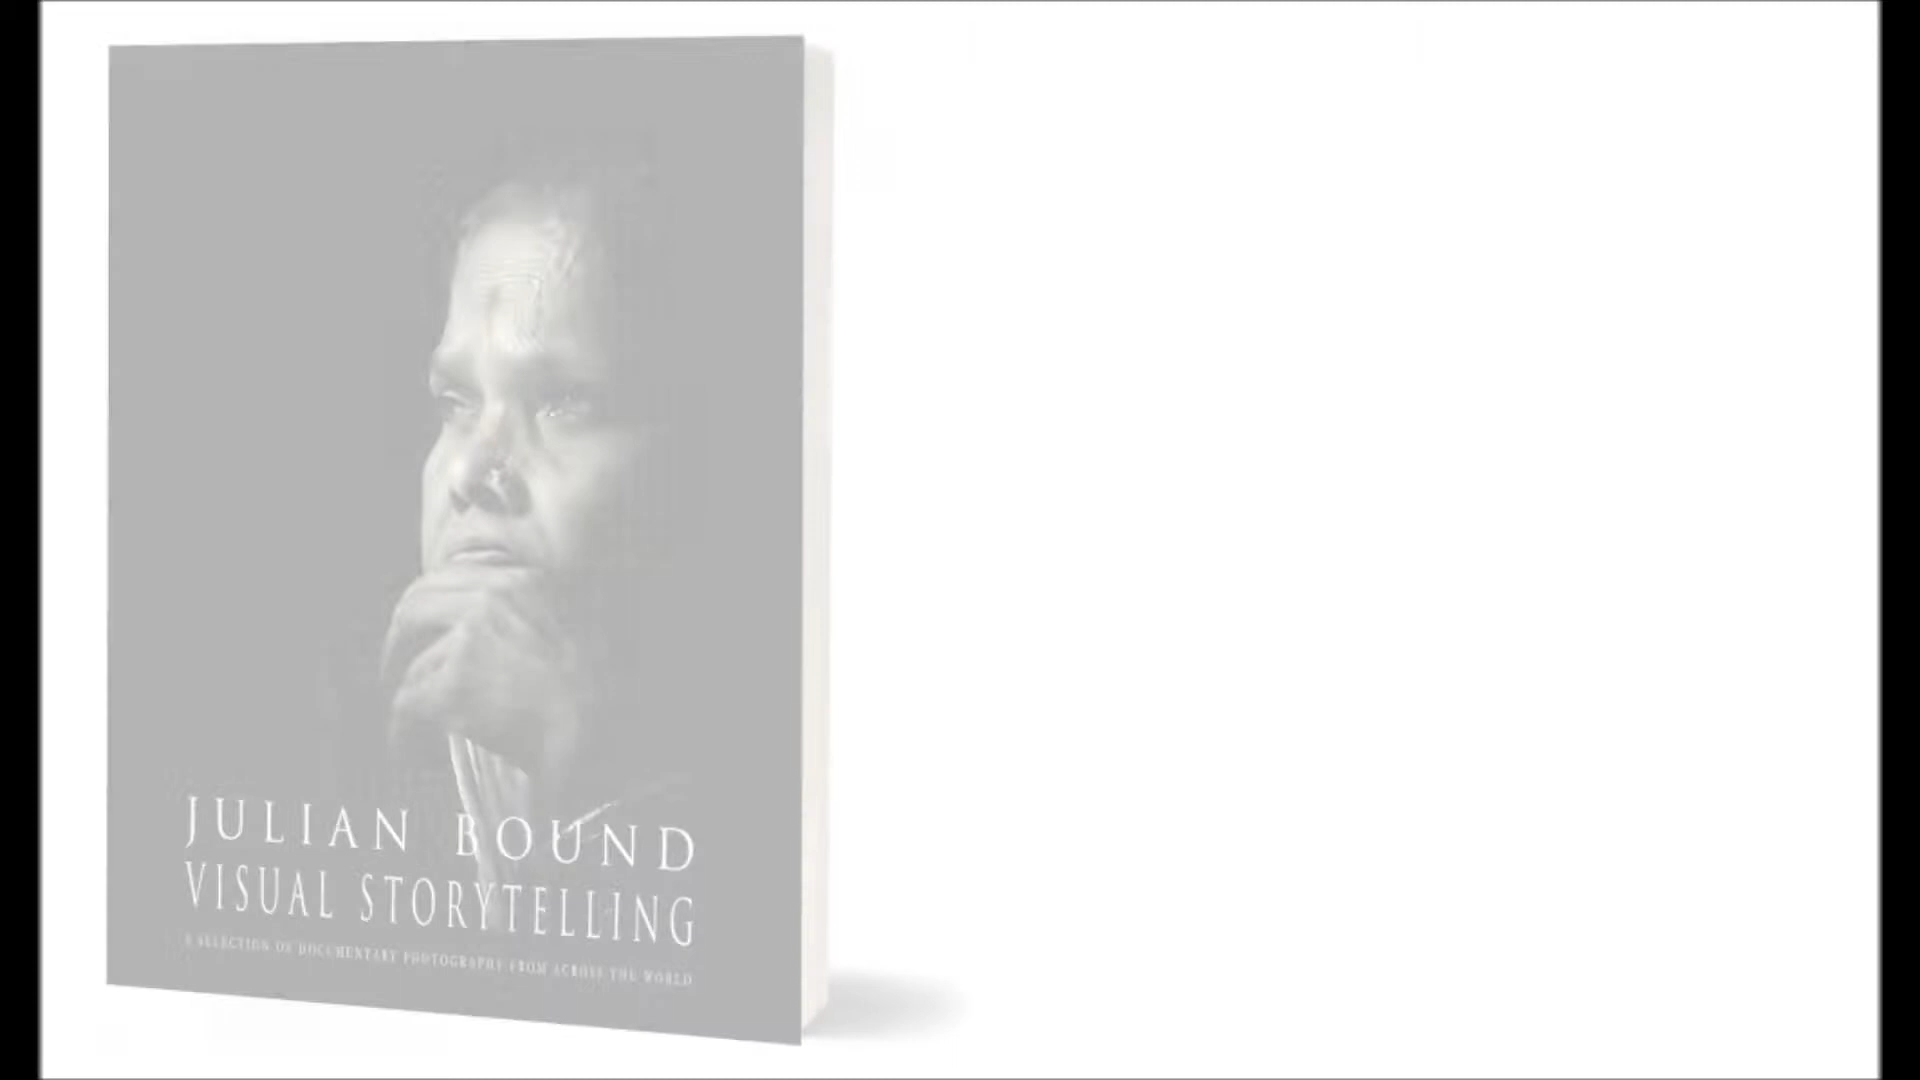 JULIAN BOUND
VISUAL STORYTELLING
A SELECTION OF DOCUMENTARY PHOTOGRAPHY FROM ACROSS THE WORLD